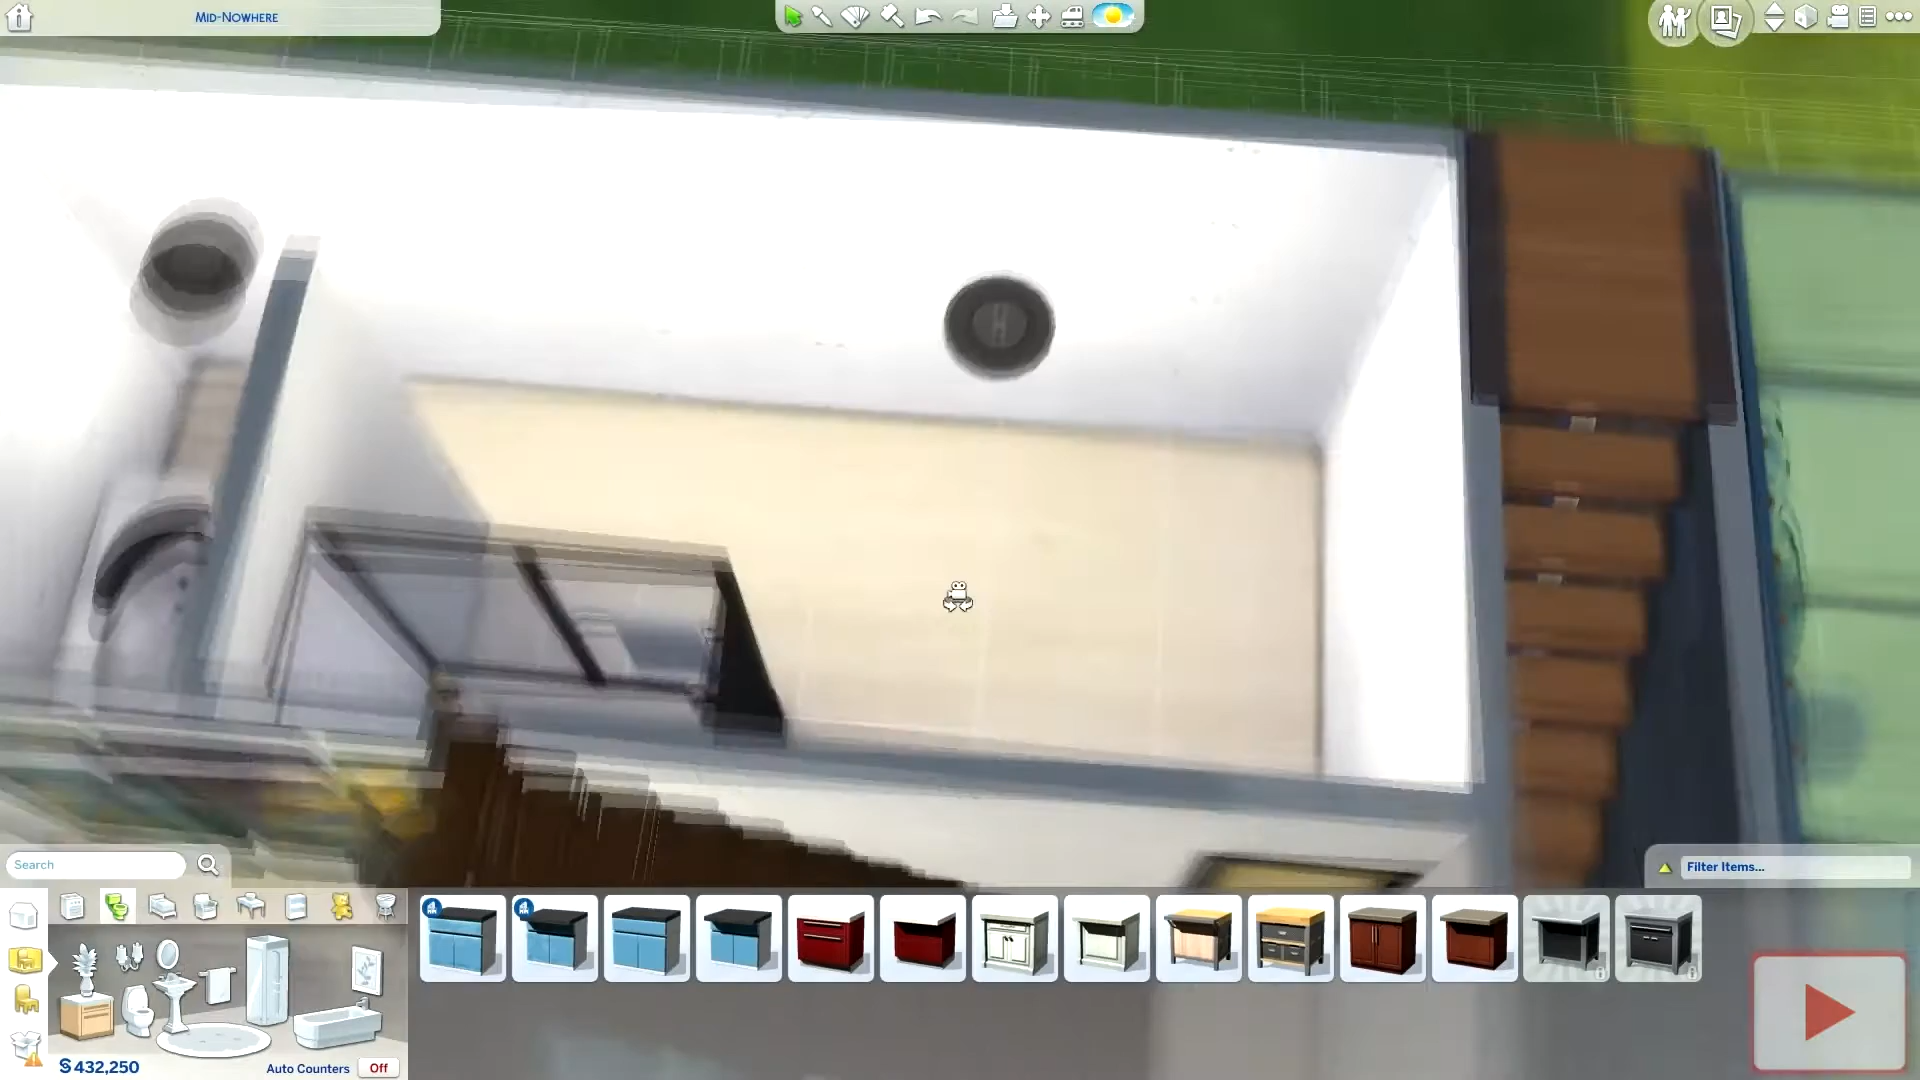 MID-NOWHERE
Search
Filter Items...
§432,250
Auto Counters
Off